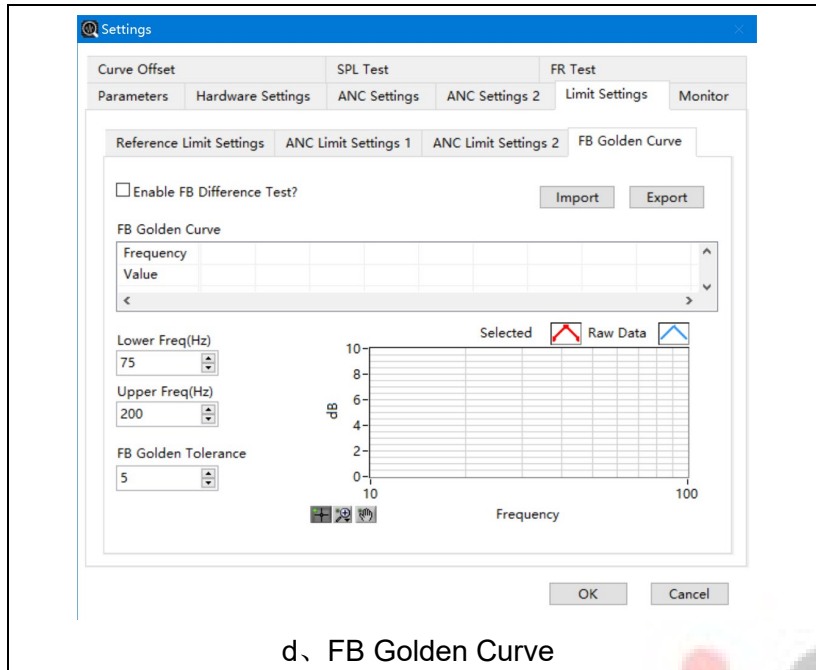 Settings
Curve Offset SPL Test FR Test
Parameters Hardware Settings ANC Settings ANC Settings 2 Limit Settings Monitor
Reference Limit Settings ANC Limit Settings 1 ANC Limit Settings 2 FB Golden Curve
Enable FB Difference Test?
Import Export
FB Golden Curve
Frequency
Value
Lower Freq(Hz)
75
Upper Freq(Hz)
200
FB Golden Tolerance
5
Selected Raw Data
10
8
6
4
2
0
dB
10 100
Frequency
OK Cancel
d、FB Golden Curve